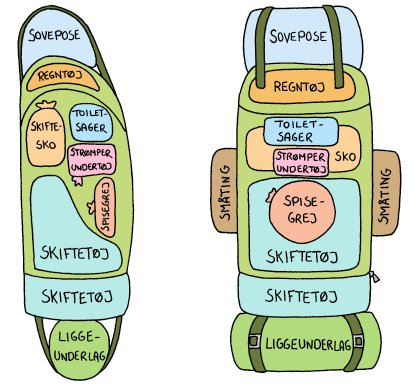 SOVEPOSE
REGNTØJ
SKIFTE-
SKO
TOILET-
SAGER
STRØMPER
UNDERTØJ
SPISEGREJ
SKIFTETØJ
SKIFTETØJ
LIGGE-
UNDERLAG
SOVEPOSE
REGNTØJ
TOILET-
SAGER
STRØMPER
UNDERTØJ
SKO
SMÅTING
SMÅTING
SPISE-
GREJ
SKIFTETØJ
SKIFTETØJ
LIGGEUNDERLAG